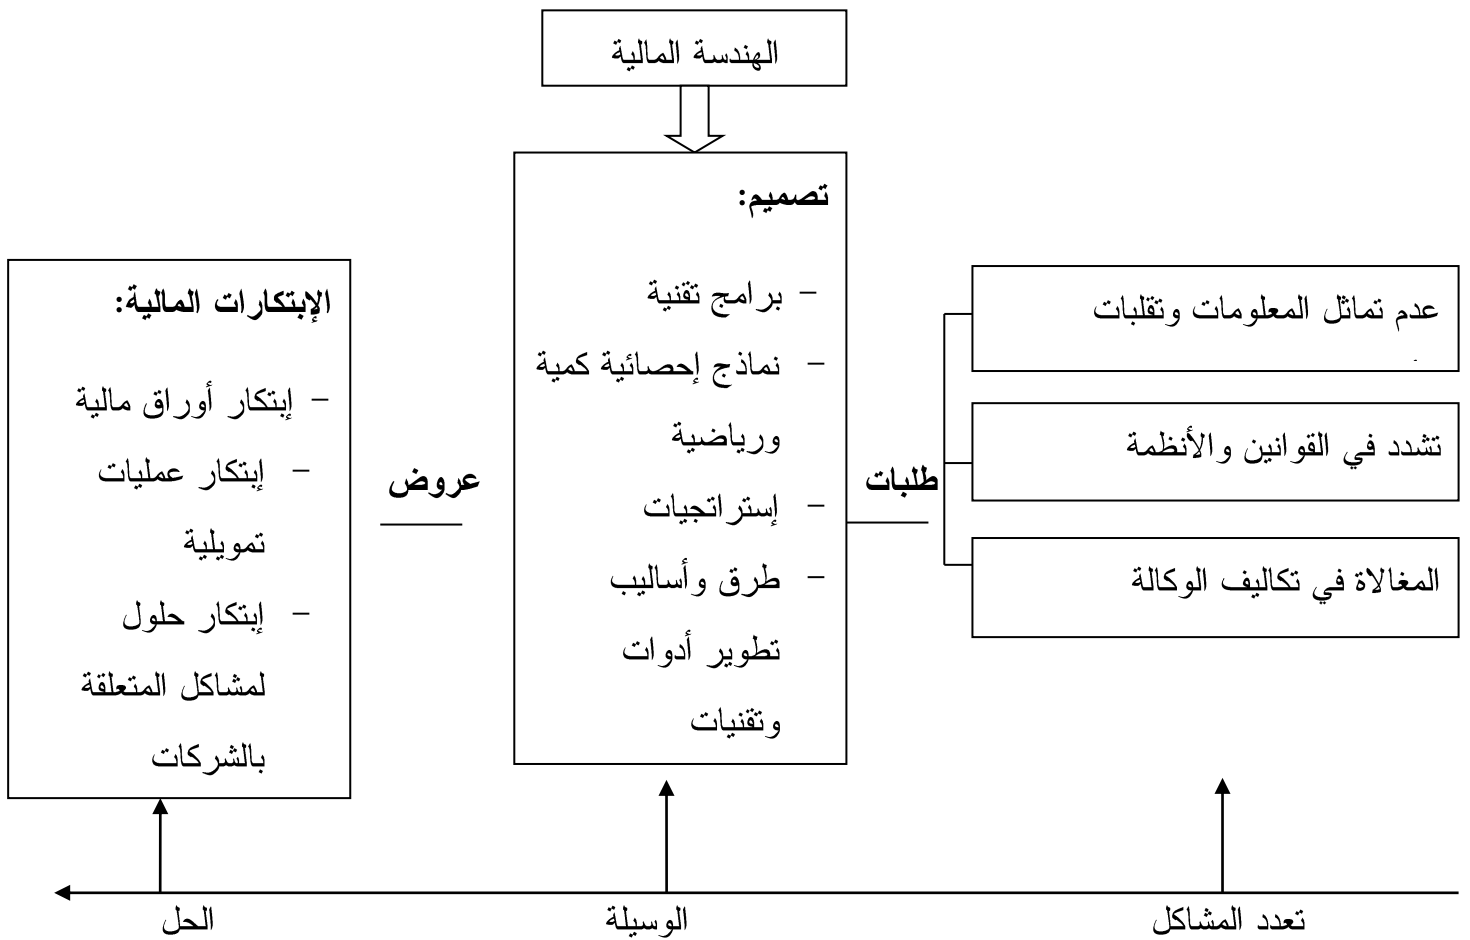 الهندسة المالية
عدم تماثل المعلومات وتقلبات
تشدد في القوانين والأنظمة
المغالاة في تكاليف الوكالة
طلبات
تصميم:
– برامج تقنية
– نماذج إحصائية كمية
ورياضية
– إستراتجيات
– طرق وأساليب
تطوير أدوات
وتقنيات
عروض
الإبتكارات المالية:
– إبتكار أوراق مالية
– إبتكار عمليات
تمويلية
– إبتكار حلول
لمشاكل المتعلقة
بالشركات
تعدد المشاكل
الوسيلة
الحل